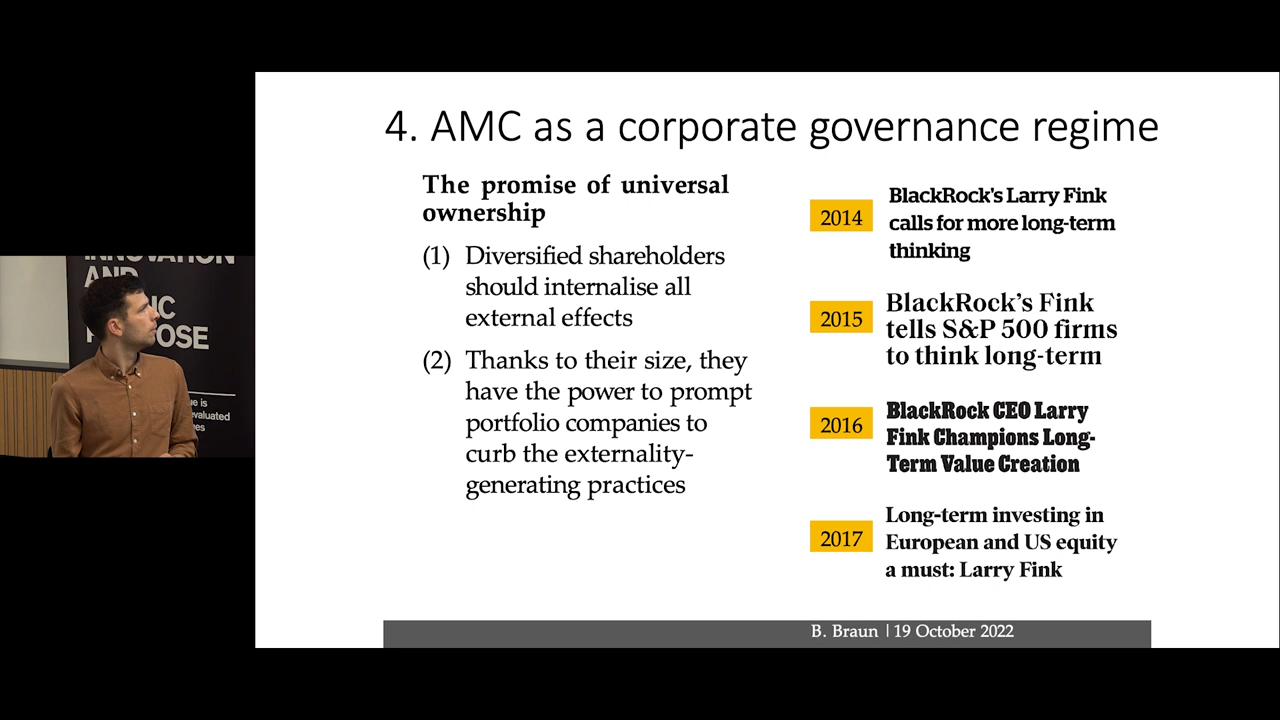 4. AMC as a corporate governance regime
The promise of universal
ownership
(1) Diversified shareholders
should internalise all
external effects
(2) Thanks to their size, they
have the power to prompt
portfolio companies to
curb the externality-
generating practices
2014
BlackRock's Larry Fink
calls for more long-term
thinking
2015
BlackRock's Fink
tells S&P 500 firms
to think long-term
2016
BlackRock CEO Larry
Fink Champions Long-
Term Value Creation
2017
Long-term investing in
European and US equity
a must: Larry Fink
B. Braun | 19 October 2022
INNOVATION
AND